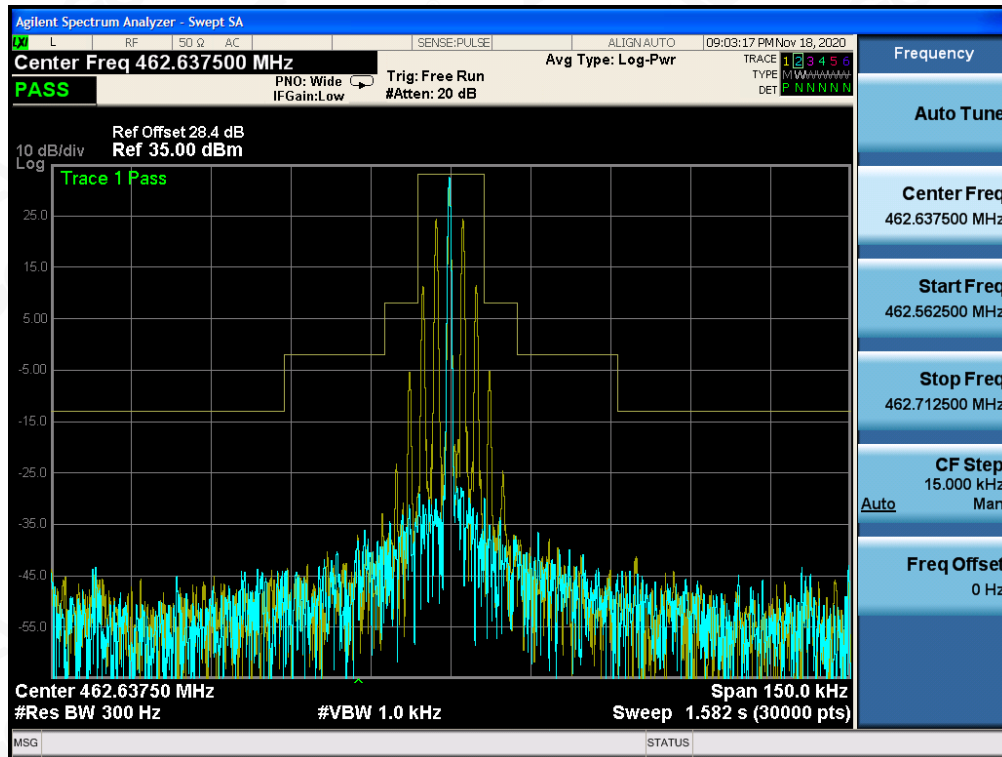 Agilent Spectrum Analyzer - Swept SA
LXI L RF 50 Ω AC SENSE:PULSE ALIGN AUTO 09:03:17 PM Nov 18, 2020
Center Freq 462.637500 MHz
Avg Type: Log-Pwr
TRACE 1 2 3 4 5 6
TYPE M
DET P N N N N N
PASS
PNO: Wide
IFGain:Low
Trig: Free Run
#Atten: 20 dB
Ref Offset 28.4 dB
10 dB/div Ref 35.00 dBm
Log
Trace 1 Pass
25.0
15.0
5.00
-5.00
-15.0
-25.0
-35.0
-45.0
-55.0
Center 462.63750 MHz Span 150.0 kHz
#Res BW 300 Hz #VBW 1.0 kHz Sweep 1.582 s (30000 pts)
MSG STATUS
Frequency
Auto Tune
Center Freq
462.637500 MHz
Start Freq
462.562500 MHz
Stop Freq
462.712500 MHz
CF Step
15.000 kHz
Auto Man
Freq Offset
0 Hz